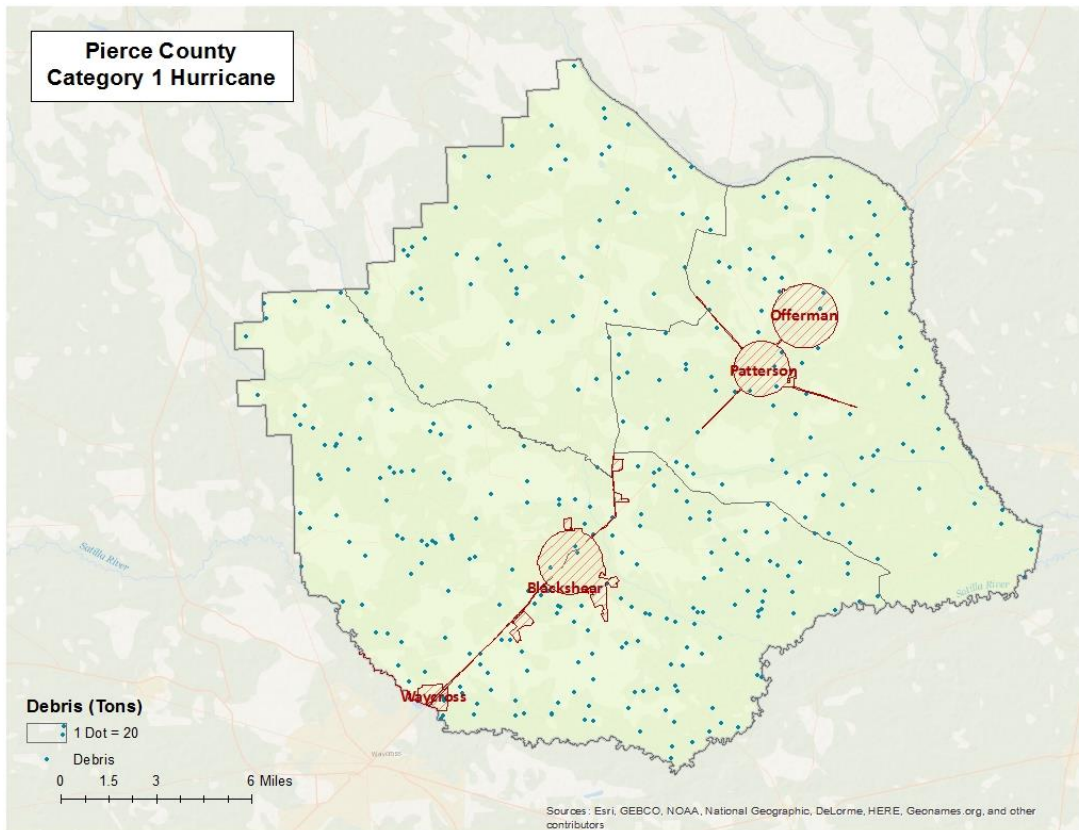 Pierce County
Category 1 Hurricane
Offerman
Patterson
Blackshear
Waycross
Satilla River
Satilla River
Debris (Tons)
1 Dot = 20
Debris
0 1.5 3 6 Miles
Sources: Esri, GEBCO, NOAA, National Geographic, DeLorme, HERE, Geonames.org, and other
contributors